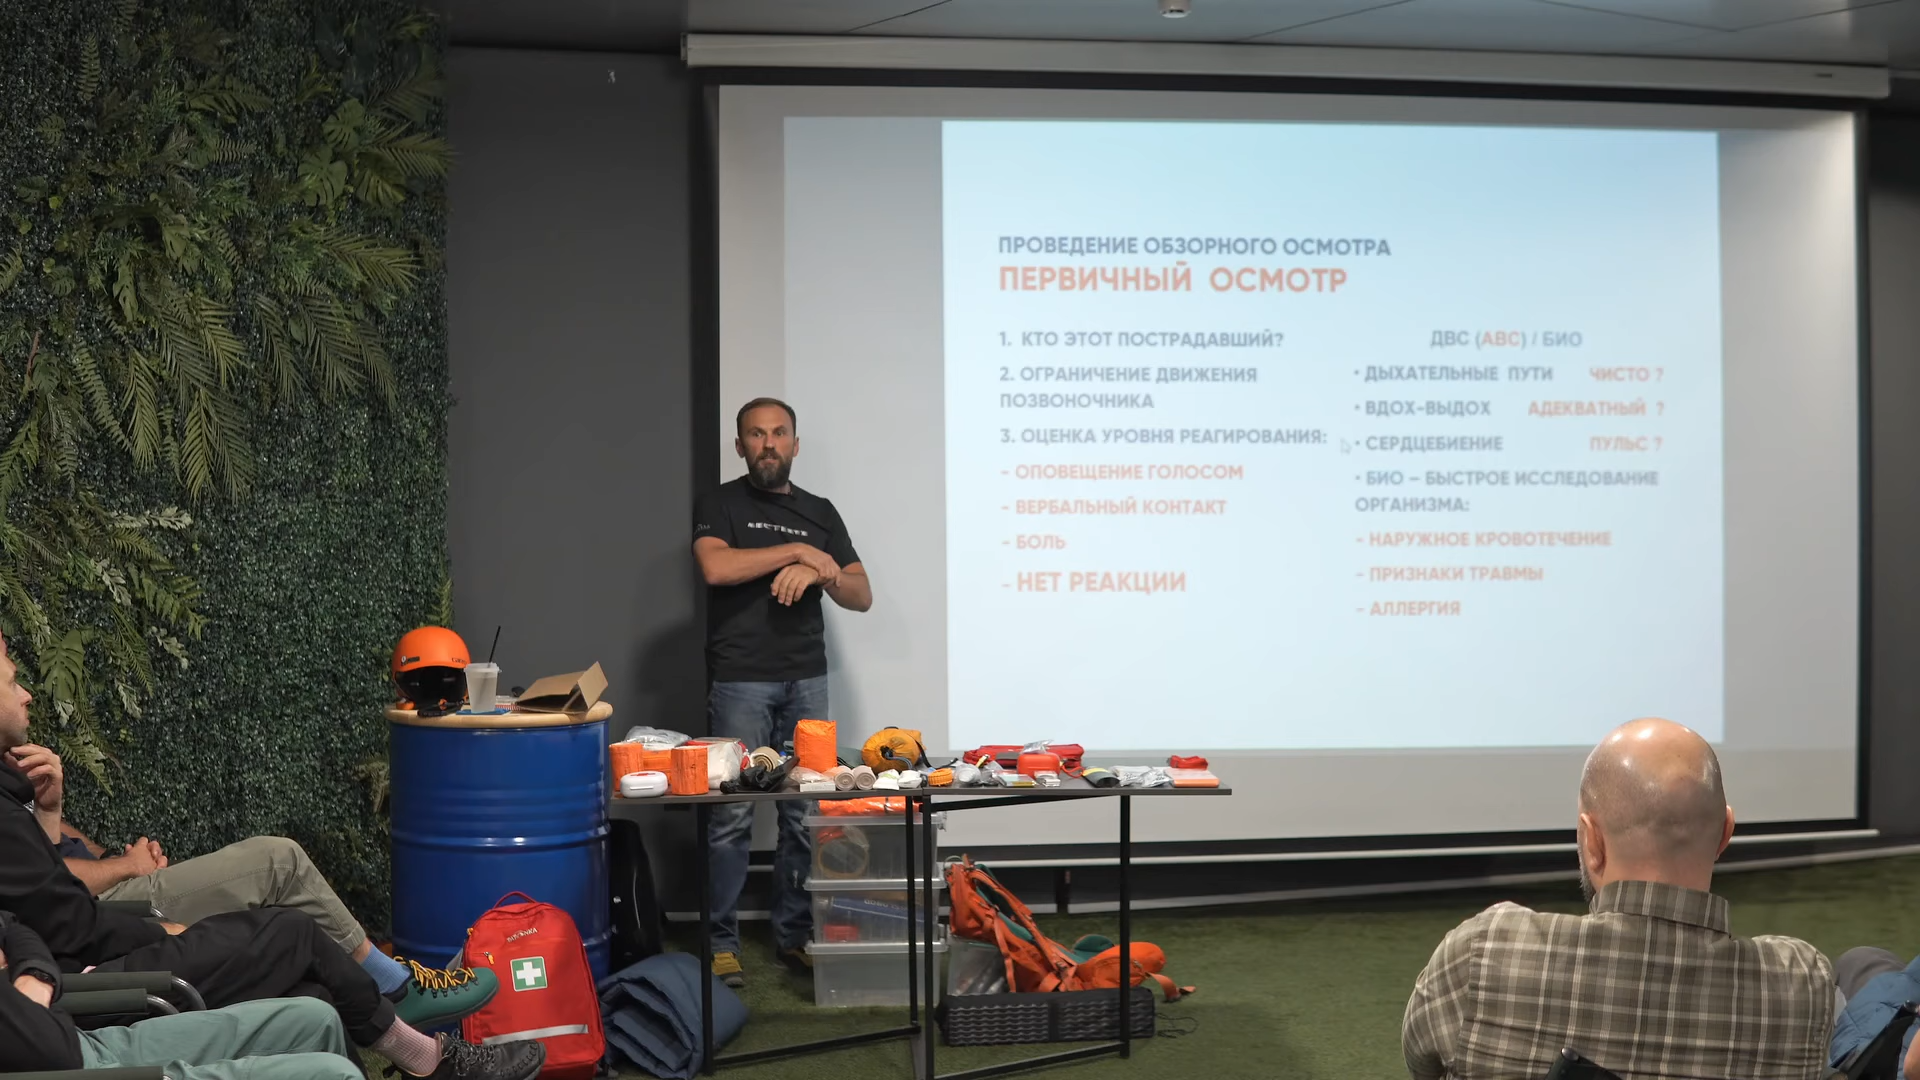 ПРОВЕДЕНИЕ ОБЗОРНОГО ОСМОТРА
ПЕРВИЧНЫЙ ОСМОТР
1. КТО ЭТОТ ПОСТРАДАВШИЙ?
2. ОГРАНИЧЕНИЕ ДВИЖЕНИЯ
ПОЗВОНОЧНИКА
3. ОЦЕНКА УРОВНЯ РЕАГИРОВАНИЯ:
- ОПОВЕЩЕНИЕ ГОЛОСОМ
- ВЕРБАЛЬНЫЙ КОНТАКТ
- БОЛЬ
- НЕТ РЕАКЦИИ
ДВС (ABC) / БИО
• ДЫХАТЕЛЬНЫЕ ПУТИ ЧИСТО ?
• ВДОХ-ВЫДОХ АДЕКВАТНЫЙ ?
• СЕРДЦЕБИЕНИЕ ПУЛЬС ?
• БИО – БЫСТРОЕ ИССЛЕДОВАНИЕ
ОРГАНИЗМА:
- НАРУЖНОЕ КРОВОТЕЧЕНИЕ
- ПРИЗНАКИ ТРАВМЫ
- АЛЛЕРГИЯ